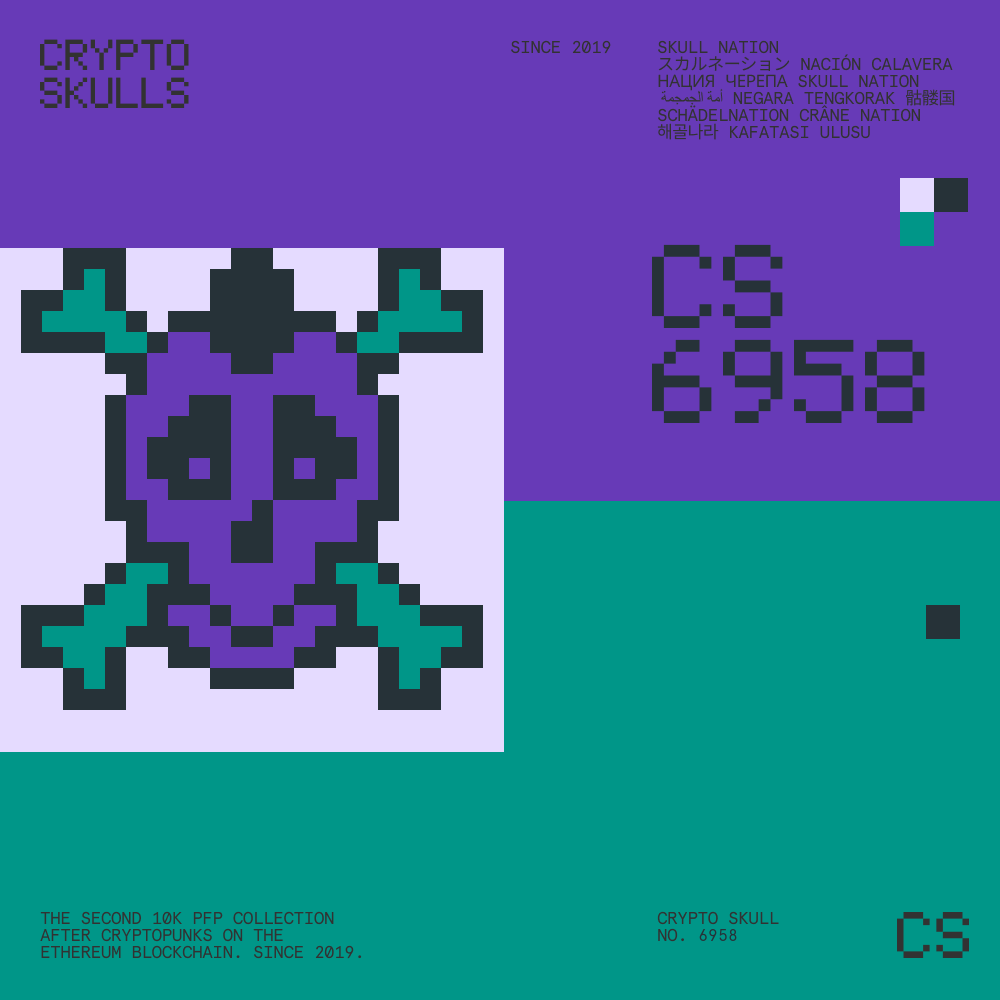 CRYPTO
SKULLS
SINCE 2019
SKULL NATION
スカルネーション NACIÓN CALAVERA
НАЦИЯ ЧЕРЕПА SKULL NATION
أمة الجمجمة NEGARA TENGKORAK 骷髅国
SCHÄDELNATION CRÂNE NATION
해골나라 KAFATASI ULUSU
CS
6958
THE SECOND 10K PFP COLLECTION
AFTER CRYPTOPUNKS ON THE
ETHEREUM BLOCKCHAIN. SINCE 2019.
CRYPTO SKULL
NO. 6958
CS